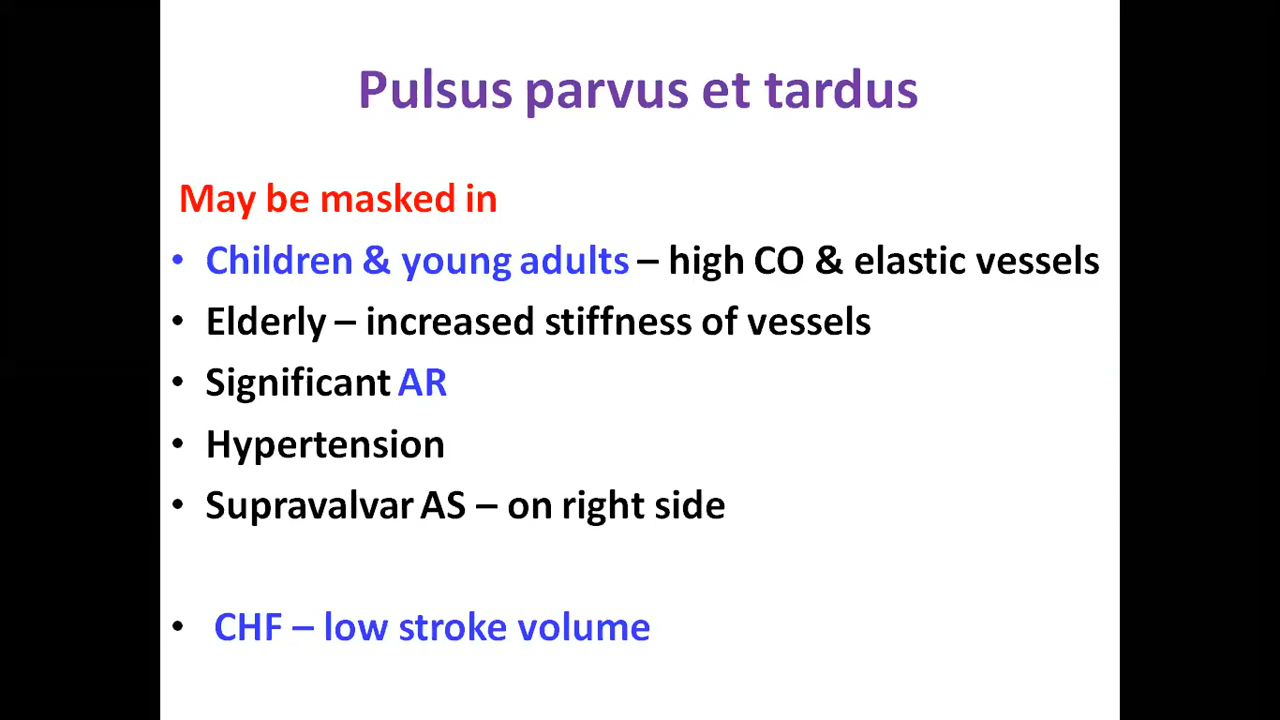 Pulsus parvus et tardus
May be masked in
• Children & young adults – high CO & elastic vessels
• Elderly – increased stiffness of vessels
• Significant AR
• Hypertension
• Supravalvar AS – on right side
• CHF – low stroke volume